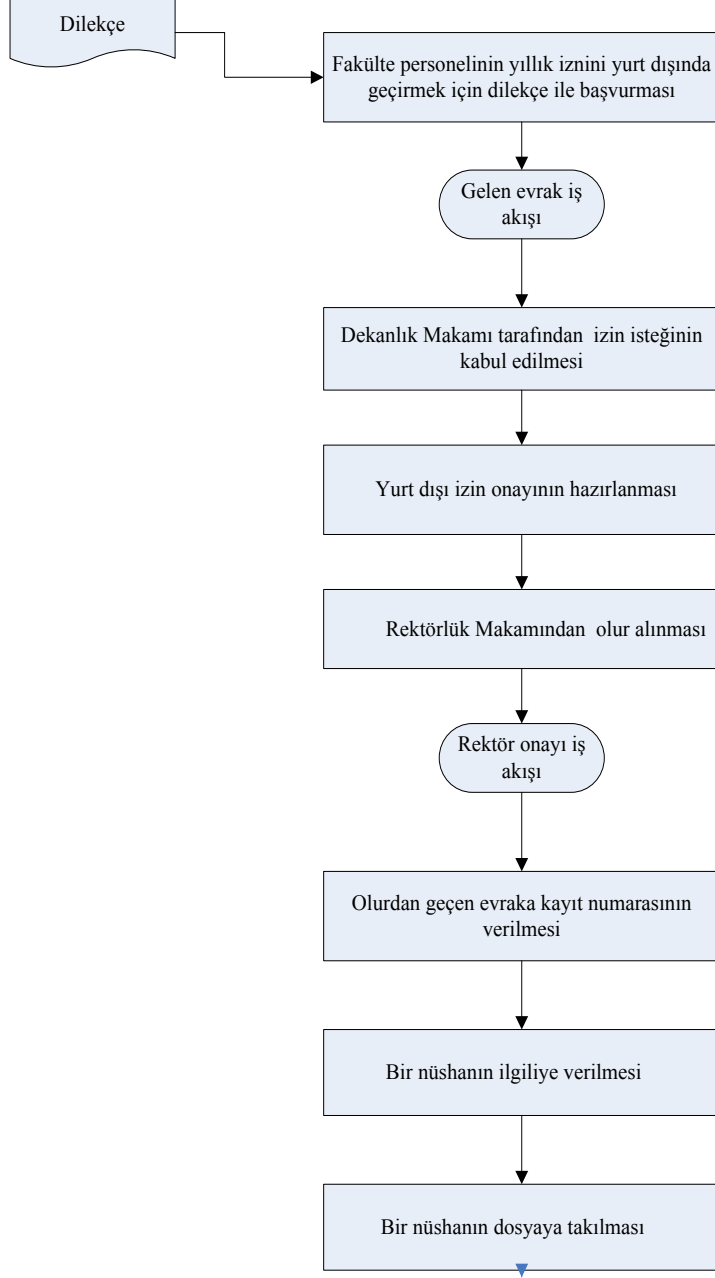 Dilekçe
Fakülte personelinin yıllık iznini yurt dışında
geçirmek için dilekçe ile başvurması
Gelen evrak iş
akışı
Dekanlık Makamı tarafından izin isteğinin
kabul edilmesi
Yurt dışı izin onayının hazırlanması
Rektörlük Makamından olur alınması
Rektör onayı iş
akışı
Olurdan geçen evraka kayıt numarasının
verilmesi
Bir nüshanın ilgiliye verilmesi
Bir nüshanın dosyaya takılması